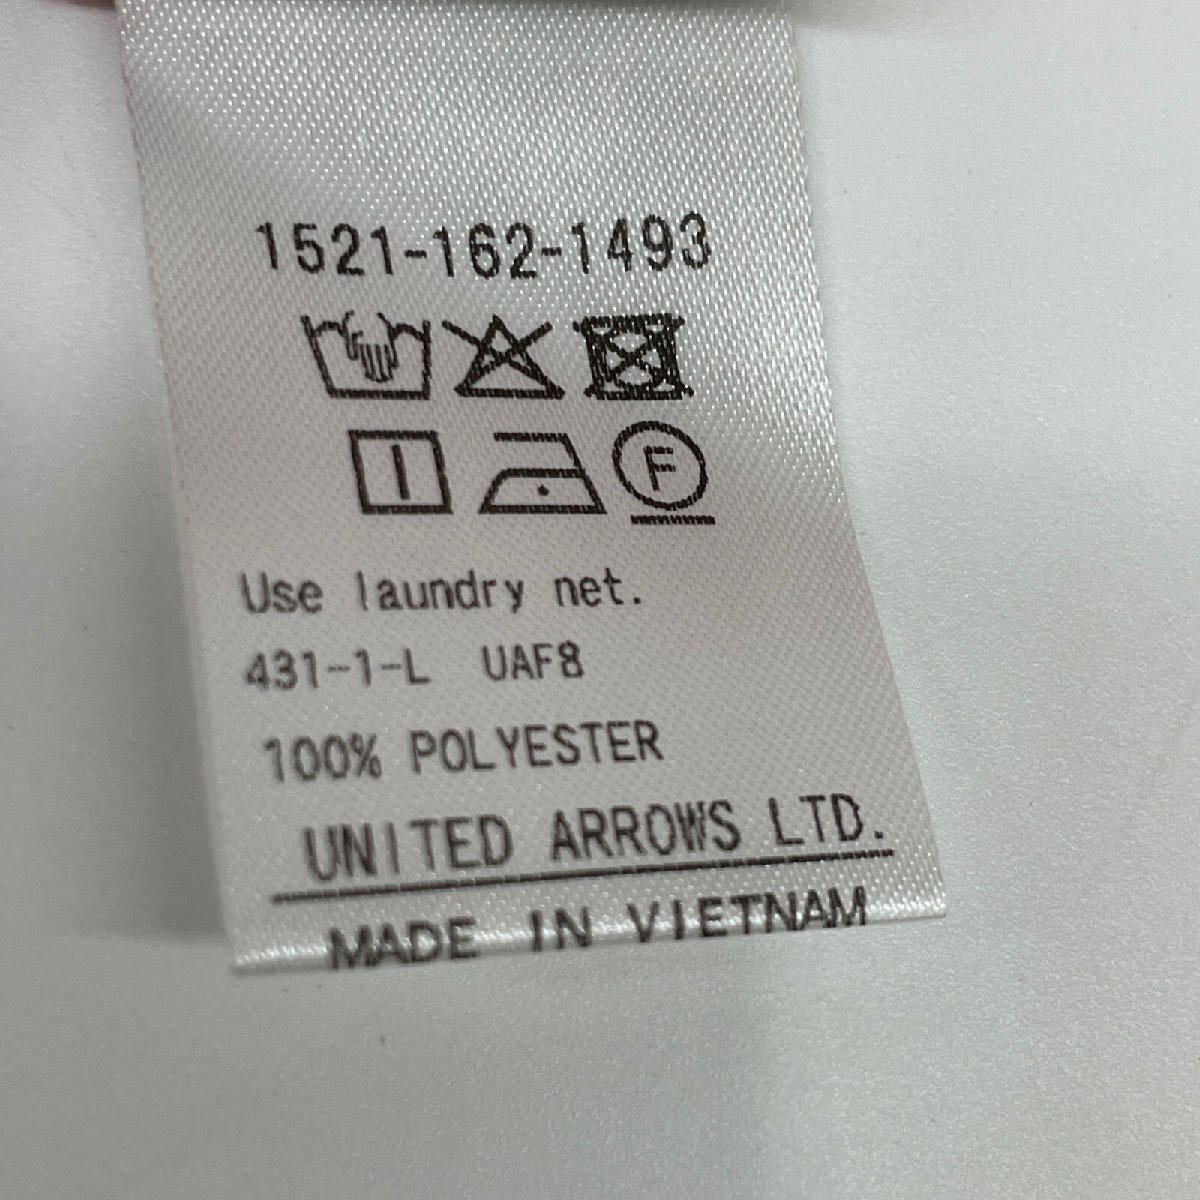 1521-162-1493
F
Use laundry net.
431-1-L UAF8
100% POLYESTER
UNITED ARROWS LTD.
MADE IN VIETNAM